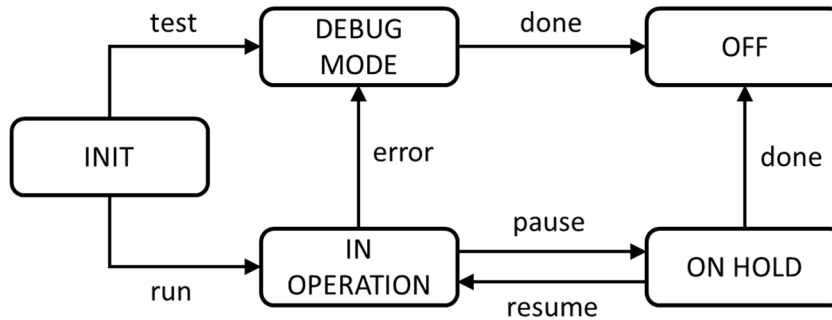 test
DEBUG
MODE
done
OFF
INIT
error
done
run
IN
OPERATION
pause
resume
ON HOLD